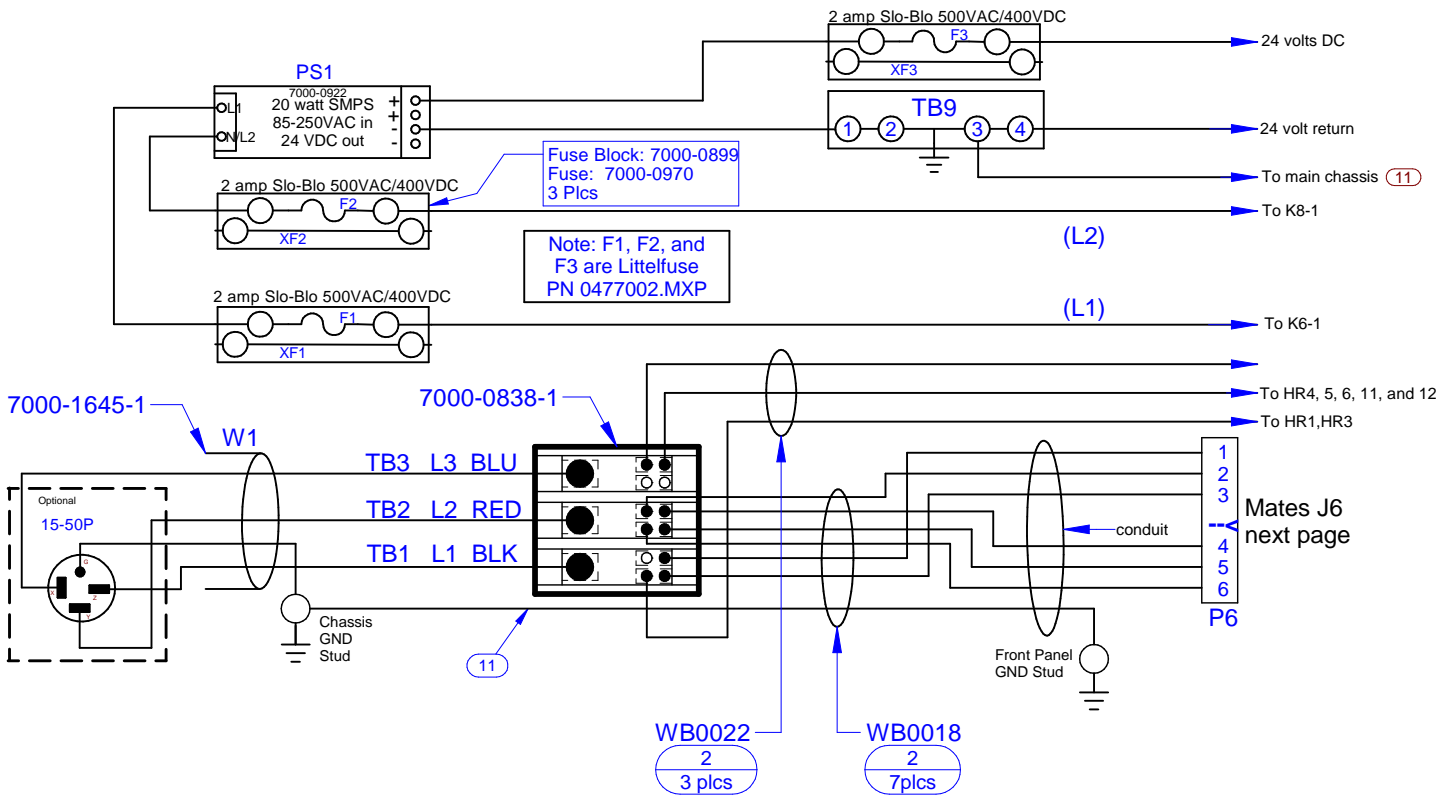 2 amp Slo-Blo 500VAC/400VDC
F3
XF3
24 volts DC
PS1
7000-0922
20 watt SMPS
85-250VAC in
24 VDC out
L1
N/L2
+
+
-
-
TB9
1 2 3 4
24 volt return
To main chassis 11
Fuse Block: 7000-0899
Fuse: 7000-0970
3 Plcs
2 amp Slo-Blo 500VAC/400VDC
F2
XF2
To K8-1
(L2)
Note: F1, F2, and
F3 are Littelfuse
PN 0477002.MXP
2 amp Slo-Blo 500VAC/400VDC
F1
XF1
(L1)
To K6-1
To HR4, 5, 6, 11, and 12
To HR1,HR3
7000-1645-1
7000-0838-1
W1
TB3 L3 BLU
TB2 L2 RED
TB1 L1 BLK
Optional
15-50P
G
X
Z
Y
Chassis
GND
Stud
11
conduit
1
2
3
4
5
6
P6
Mates J6
next page
Front Panel
GND Stud
WB0022
2
3 plcs
WB0018
2
7plcs